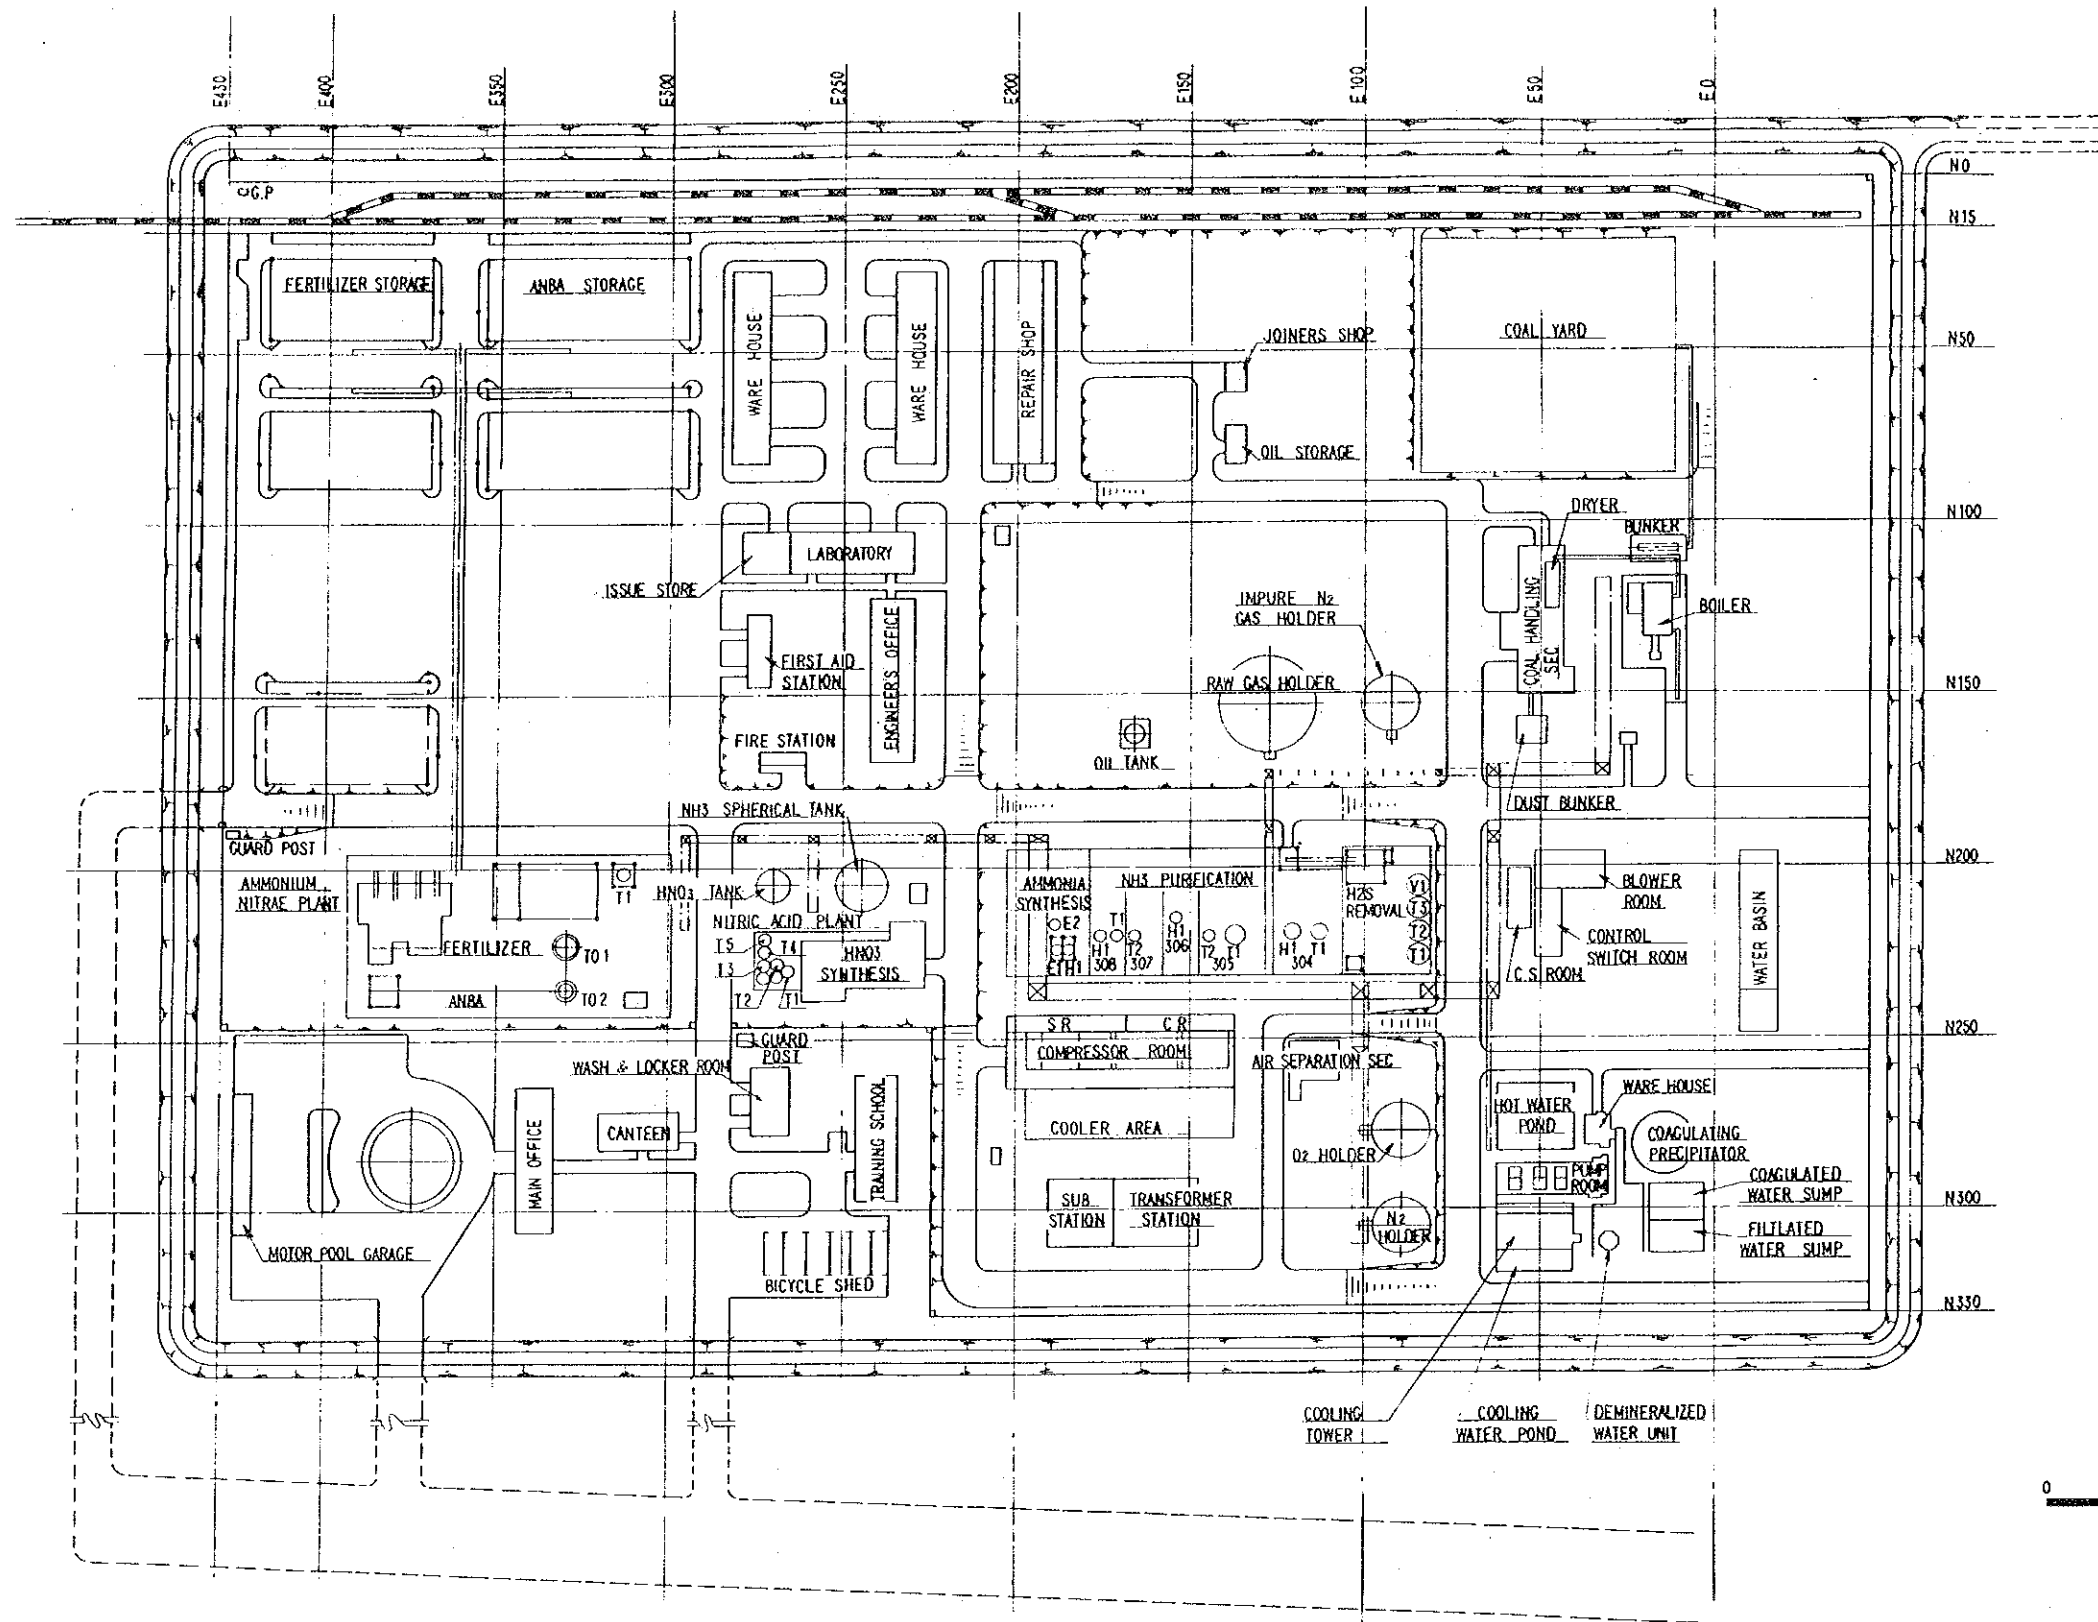 E430
E400
E350
E300
E250
E200
E150
E100
E50
E0
N0
G.P
N15
FERTILIZER STORAGE
ANBA STORAGE
WARE HOUSE
WARE HOUSE
REPAIR SHOP
JOINERS SHOP
COAL YARD
N50
OIL STORAGE
DRYER
BUNKER
N100
LABORATORY
ISSUE STORE
COAL HANDLING
SEC
IMPURE N2
GAS HOLDER
BOILER
FIRST AID
STATION
ENGINEER'S OFFICE
RAW GAS HOLDER
N150
FIRE STATION
OIL TANK
DUST BUNKER
NH3 SPHERICAL TANK
GUARD POST
N200
AMMONIUM
NITRAE PLANT
T1
HNO3 TANK
AMMONIA
SYNTHESIS
NH3 PURIFICATION
H2S
REMOVAL
V1
T3
T2
T1
BLOWER
ROOM
NITRIC ACID PLANT
E2
T1
H1
306
FERTILIZER
TO1
T5
T4
T3
HNO3
SYNTHESIS
ETH1
H1
308
T2
307
T2
T1
305
H1
T1
304
CONTROL
SWITCH ROOM
WATER BASIN
C.S ROOM
ANBA
TO2
T2
T1
S R
C R
N250
GUARD
POST
COMPRESSOR ROOM
AIR SEPARATION SEC
WASH & LOCKER ROOM
WARE HOUSE
HOT WATER
POND
CANTEEN
TRAINING SCHOOL
COOLER AREA
O2 HOLDER
COAGULATING
PRECIPITATOR
MAIN OFFICE
PUMP
ROOM
COAGULATED
WATER SUMP
SUB
STATION
TRANSFORMER
STATION
N300
N2
HOLDER
FILTLATED
WATER SUMP
MOTOR POOL GARAGE
BICYCLE SHED
N330
COOLING
TOWER
COOLING
WATER POND
DEMINERALIZED
WATER UNIT
0